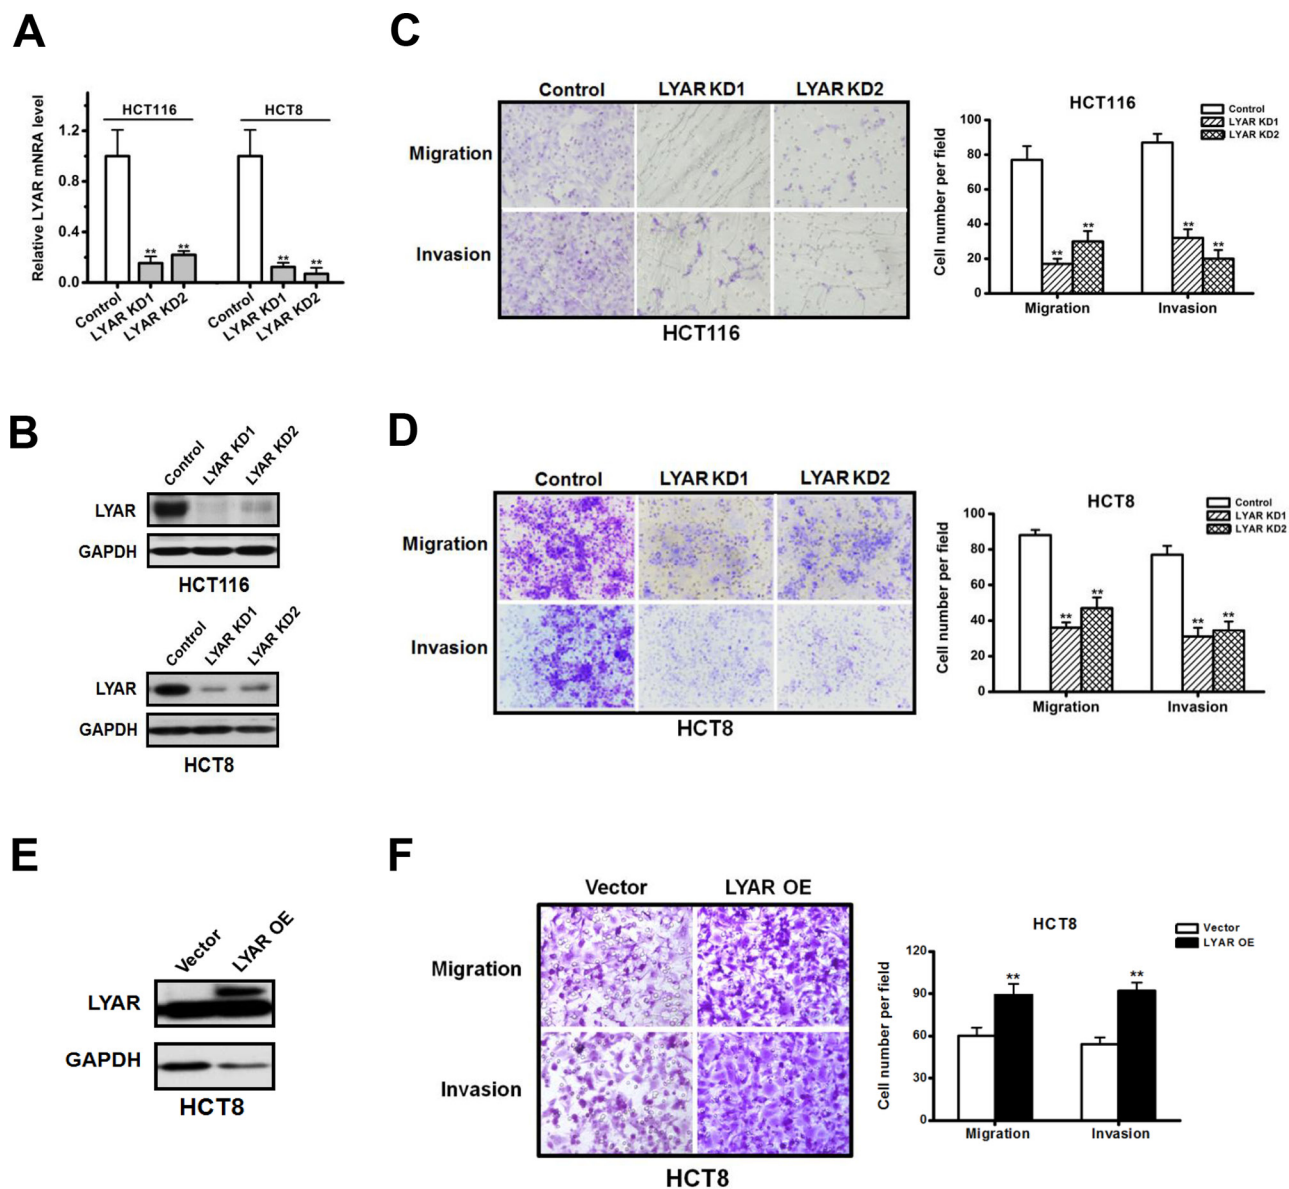 A
Relative LYAR mNRA level
1.2
0.8
0.4
0.0
HCT116
HCT8
**
**
**
**
Control
LYAR KD1
LYAR KD2
Control
LYAR KD1
LYAR KD2
B
Control
LYAR KD1
LYAR KD2
LYAR
GAPDH
HCT116
Control
LYAR KD1
LYAR KD2
LYAR
GAPDH
HCT8
C
Control
LYAR KD1
LYAR KD2
Migration
Invasion
HCT116
HCT116
Control
LYAR KD1
LYAR KD2
Cell number per field
100
80
60
40
20
0
**
**
**
**
Migration
Invasion
D
Control
LYAR KD1
LYAR KD2
Migration
Invasion
HCT8
HCT8
Control
LYAR KD1
LYAR KD2
Cell number per field
100
80
60
40
20
0
**
**
**
**
Migration
Invasion
E
Vector
LYAR OE
LYAR
GAPDH
HCT8
F
Vector
LYAR OE
Migration
Invasion
HCT8
HCT8
Vector
LYAR OE
Cell number per field
120
90
60
30
0
**
**
Migration
Invasion